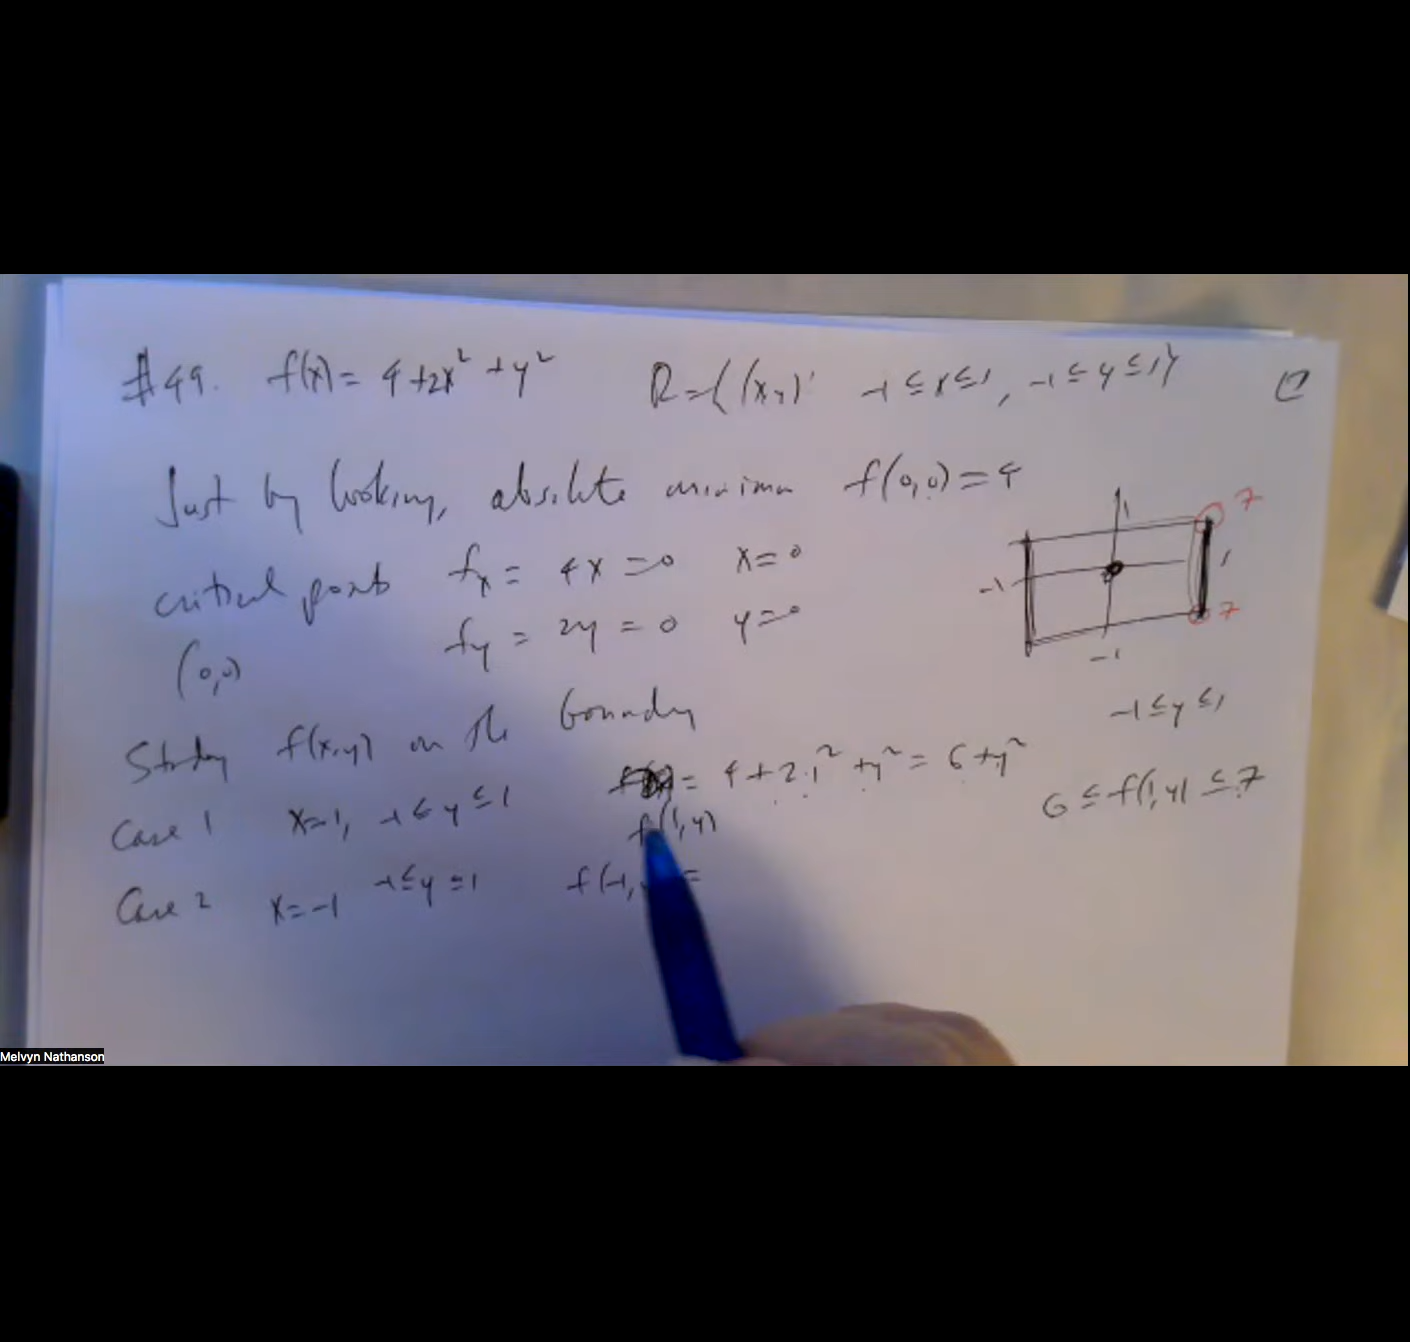 #49. f(x) = 4+2x²+y² R={(x,y): -1≤x≤1, -1≤y≤1}
Just by looking, absolute minimum f(0,0)=4
critical points fx = 4x = 0 x=0
(0,0) fy = 2y = 0 y=0
1
7
-1
1
7
-1
Study f(x,y) on the boundary
-1≤y≤1
Case 1 x=1, -1≤y≤1 = 4+2·1²+y² = 6+y² 6≤f(1,y)≤7
f(1,y)
Case 2 x=-1 -1≤y≤1 f(-1, =
Melvyn Nathanson